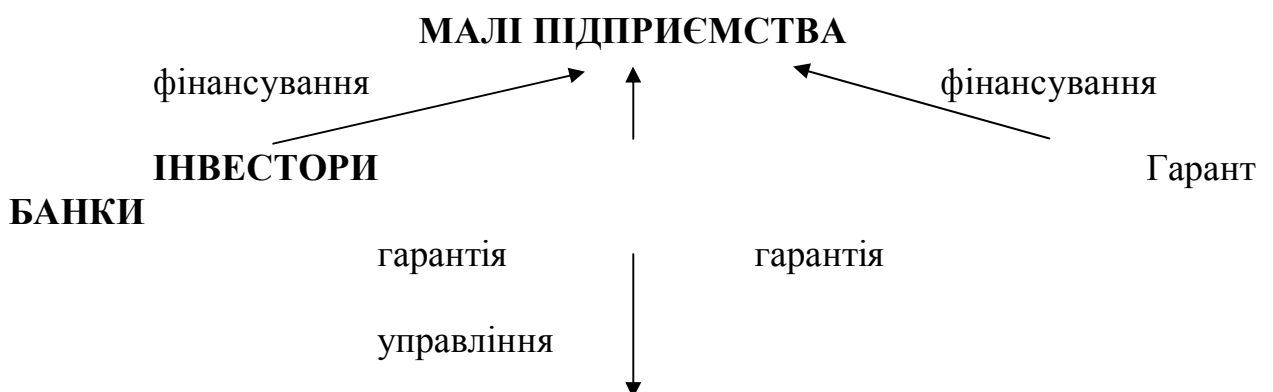 МАЛІ ПІДПРИЄМСТВА
фінансування фінансування
ІНВЕСТОРИ Гарант
БАНКИ
гарантія гарантія
управління